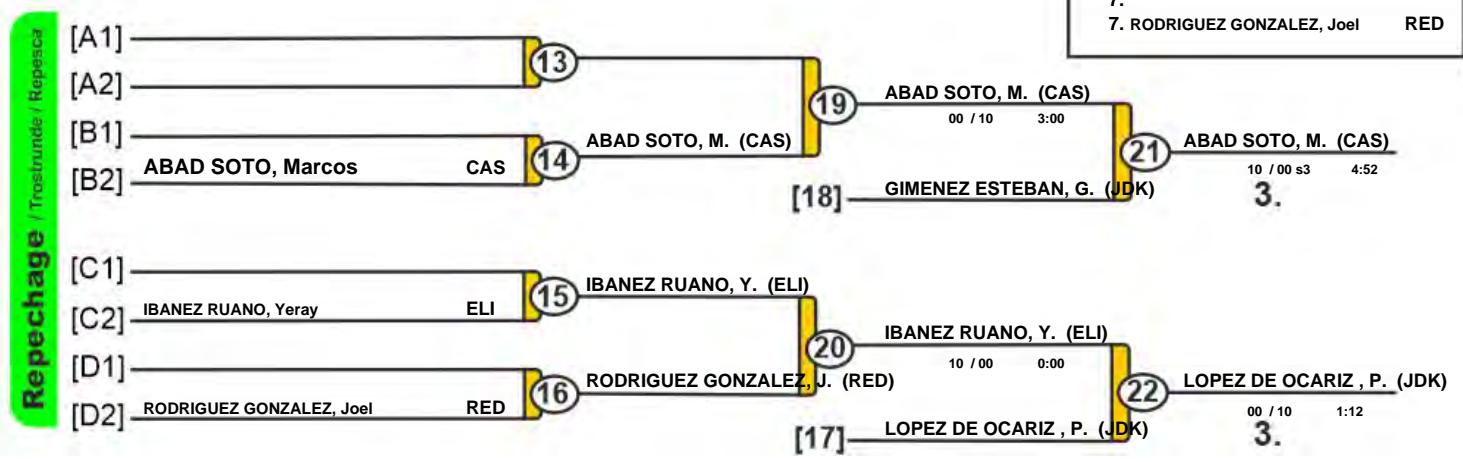 7.
7. RODRIGUEZ GONZALEZ, Joel RED
Repechage / Trostrunde / Repesca
[A1]
13
[A2]
19
ABAD SOTO, M. (CAS)
00 / 10 3:00
[B1]
ABAD SOTO, M. (CAS)
14
[B2] ABAD SOTO, Marcos CAS
21
ABAD SOTO, M. (CAS)
10 / 00 s3 4:52
3.
[18] GIMENEZ ESTEBAN, G. (JDK)
[C1]
15
IBANEZ RUANO, Y. (ELI)
[C2] IBANEZ RUANO, Yeray ELI
20
IBANEZ RUANO, Y. (ELI)
10 / 00 0:00
[D1]
16
RODRIGUEZ GONZALEZ, J. (RED)
[D2] RODRIGUEZ GONZALEZ, Joel RED
22
LOPEZ DE OCARIZ , P. (JDK)
00 / 10 1:12
3.
[17] LOPEZ DE OCARIZ , P. (JDK)